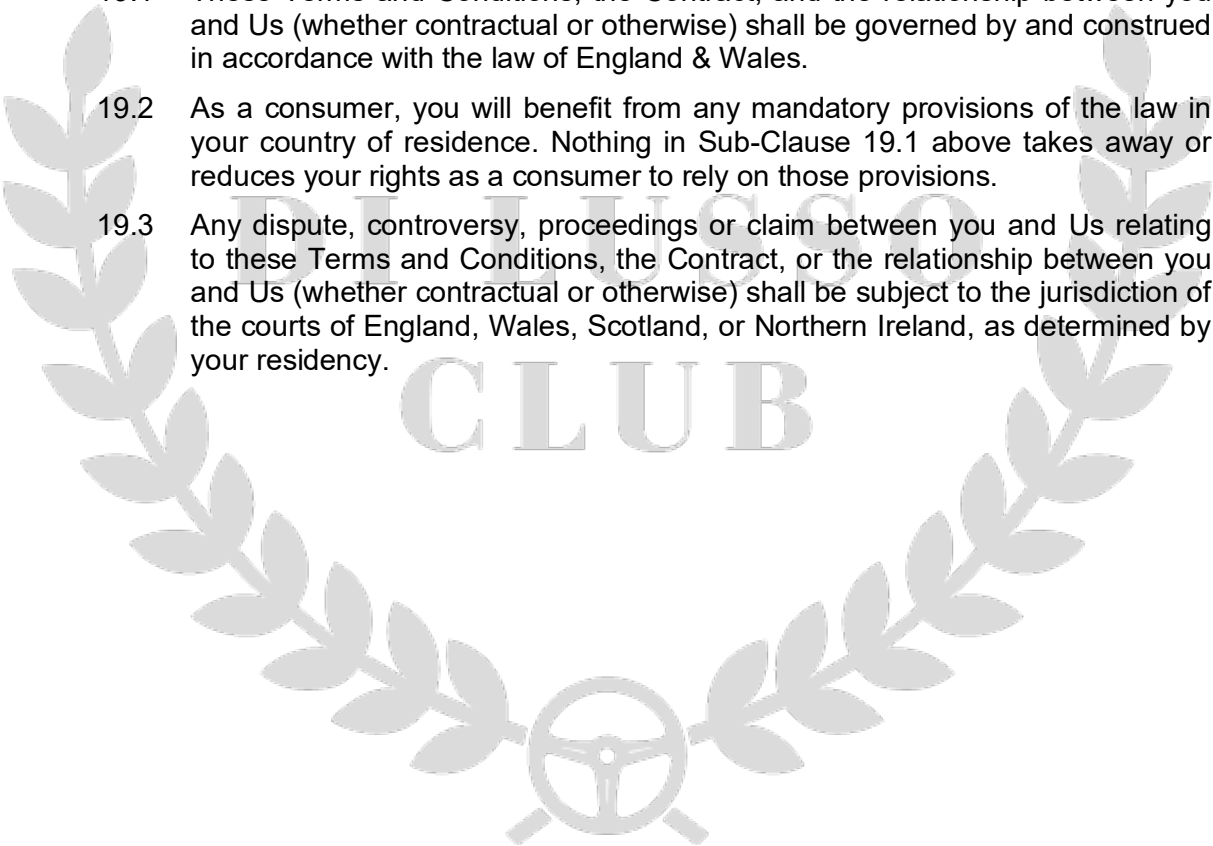 and Us (whether contractual or otherwise) shall be governed by and construed
in accordance with the law of England & Wales.
19.2 As a consumer, you will benefit from any mandatory provisions of the law in
your country of residence. Nothing in Sub-Clause 19.1 above takes away or
reduces your rights as a consumer to rely on those provisions.
19.3 Any dispute, controversy, proceedings or claim between you and Us relating
to these Terms and Conditions, the Contract, or the relationship between you
and Us (whether contractual or otherwise) shall be subject to the jurisdiction of
the courts of England, Wales, Scotland, or Northern Ireland, as determined by
your residency.
DI LUSSO
CLUB